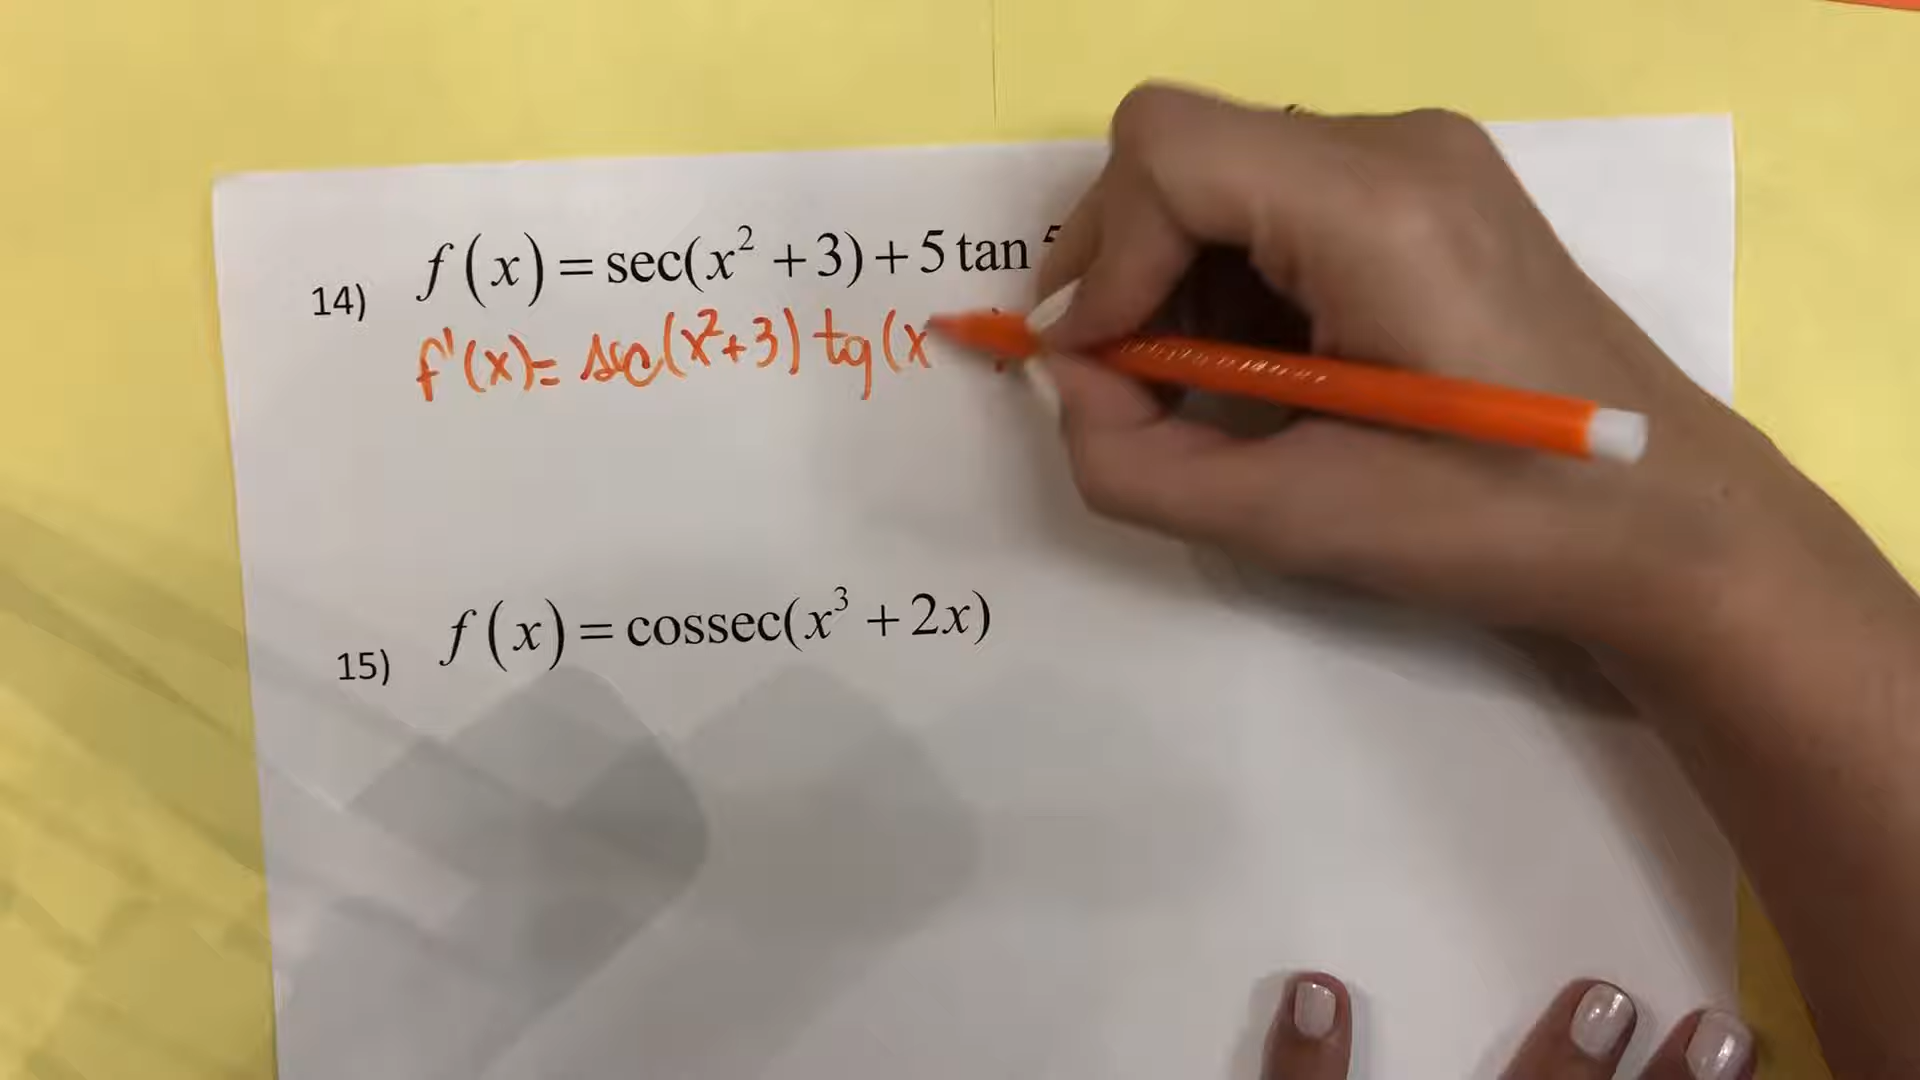 14) f(x) = sec(x² + 3) + 5 tan
f'(x) = sec(x²+3) tg(x
15) f(x) = cossec(x³ + 2x)